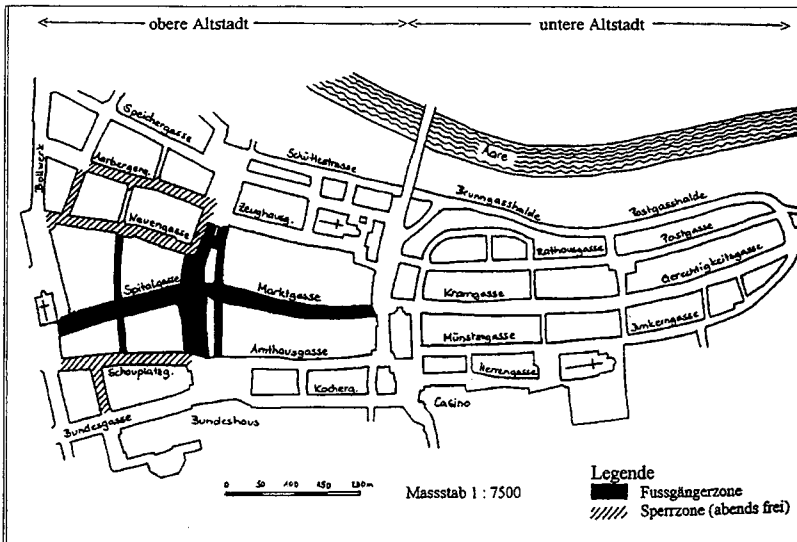 obere Altstadt
untere Altstadt
Speichergasse
Aarbergerg.
Bollwerk
Neuengasse
Schüttestrasse
Zeughausg.
Aare
Brunngasshalde
Postgasshalde
Postgasse
Rathausgasse
Gerechtigkeitsgasse
Spitalgasse
Marktgasse
Kramgasse
Junkerngasse
Münstergasse
Amthausgasse
Herrengasse
Schauplatzg.
Kocherg.
Casino
Bundesgasse
Bundeshaus
0 50 100 150 200m
Massstab 1 : 7500
Legende
Fussgängerzone
Sperrzone (abends frei)